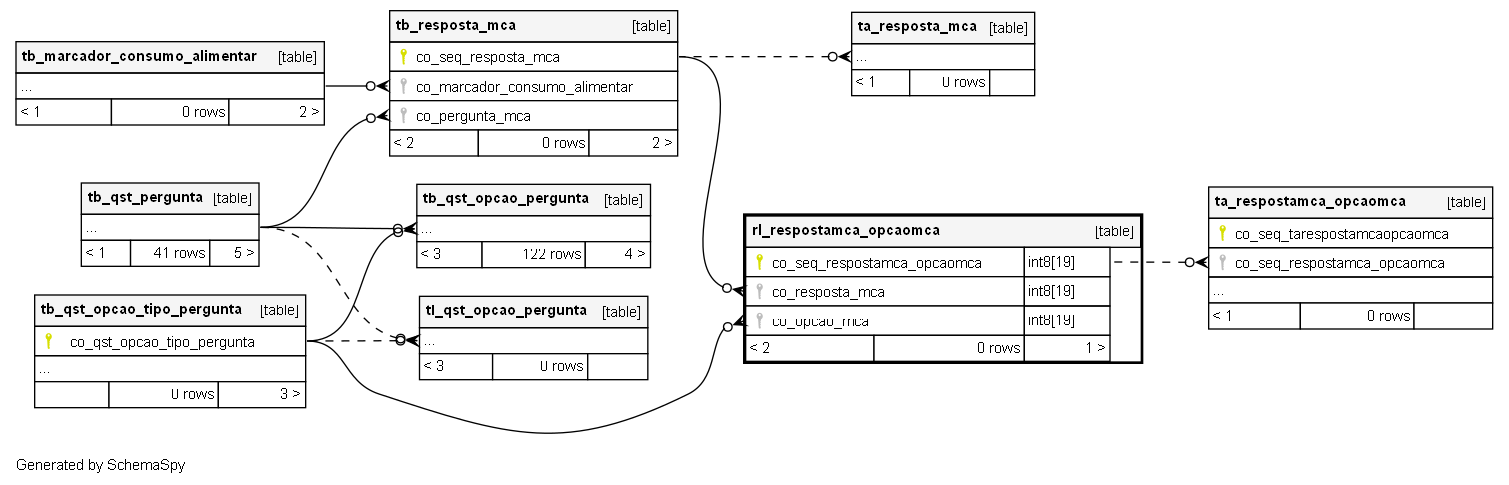 tb_marcador_consumo_alimentar [table]
...
< 1 0 rows 2 >
tb_resposta_mca [table]
co_seq_resposta_mca
co_marcador_consumo_alimentar
co_pergunta_mca
< 2 0 rows 2 >
ta_resposta_mca [table]
...
< 1 0 rows
tb_qst_pergunta [table]
...
< 1 41 rows 5 >
tb_qst_opcao_pergunta [table]
...
< 3 122 rows 4 >
tb_qst_opcao_tipo_pergunta [table]
co_qst_opcao_tipo_pergunta
...
0 rows 3 >
tl_qst_opcao_pergunta [table]
...
< 3 0 rows
rl_respostamca_opcaomca [table]
co_seq_respostamca_opcaomca int8[19]
co_resposta_mca int8[19]
co_opcao_mca int8[19]
< 2 0 rows 1 >
ta_respostamca_opcaomca [table]
co_seq_tarespostamcaopcaomca
co_seq_respostamca_opcaomca
...
< 1 0 rows
Generated by SchemaSpy